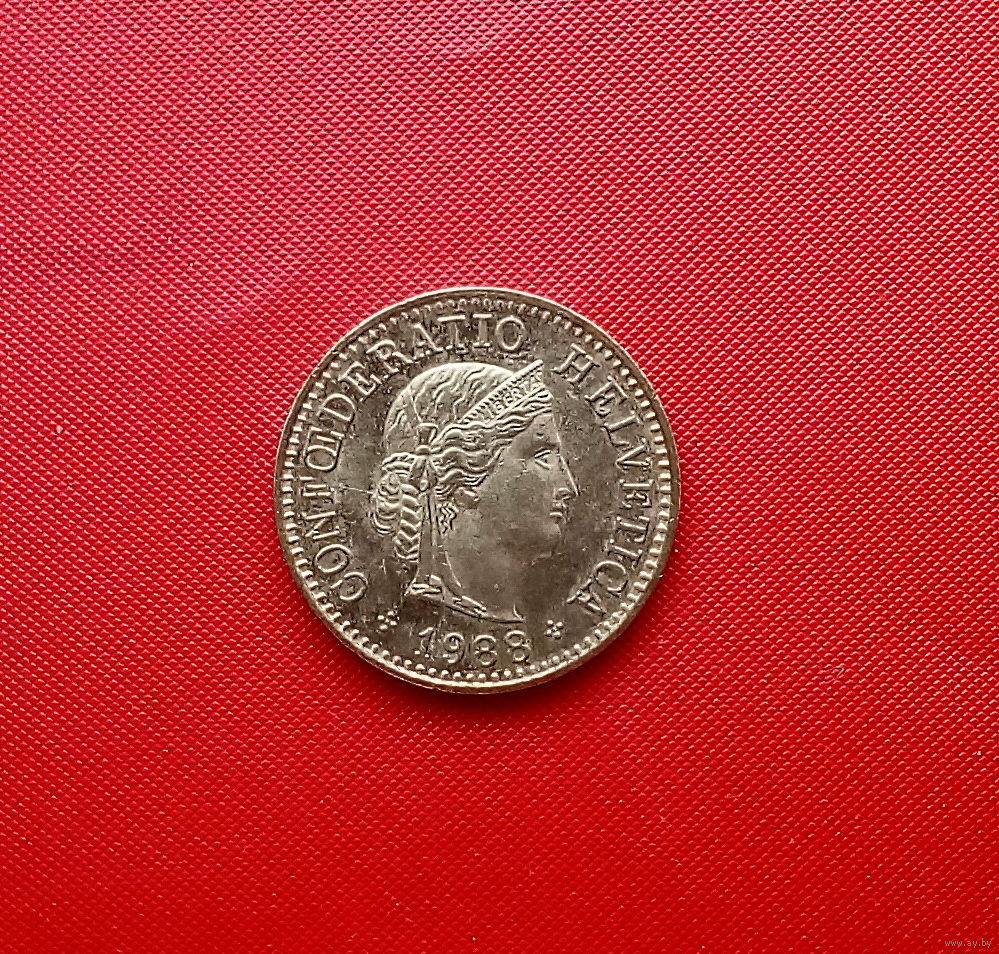 CONFŒDERATIO HELVETICA
LIBERTAS
1988
www.ay.by